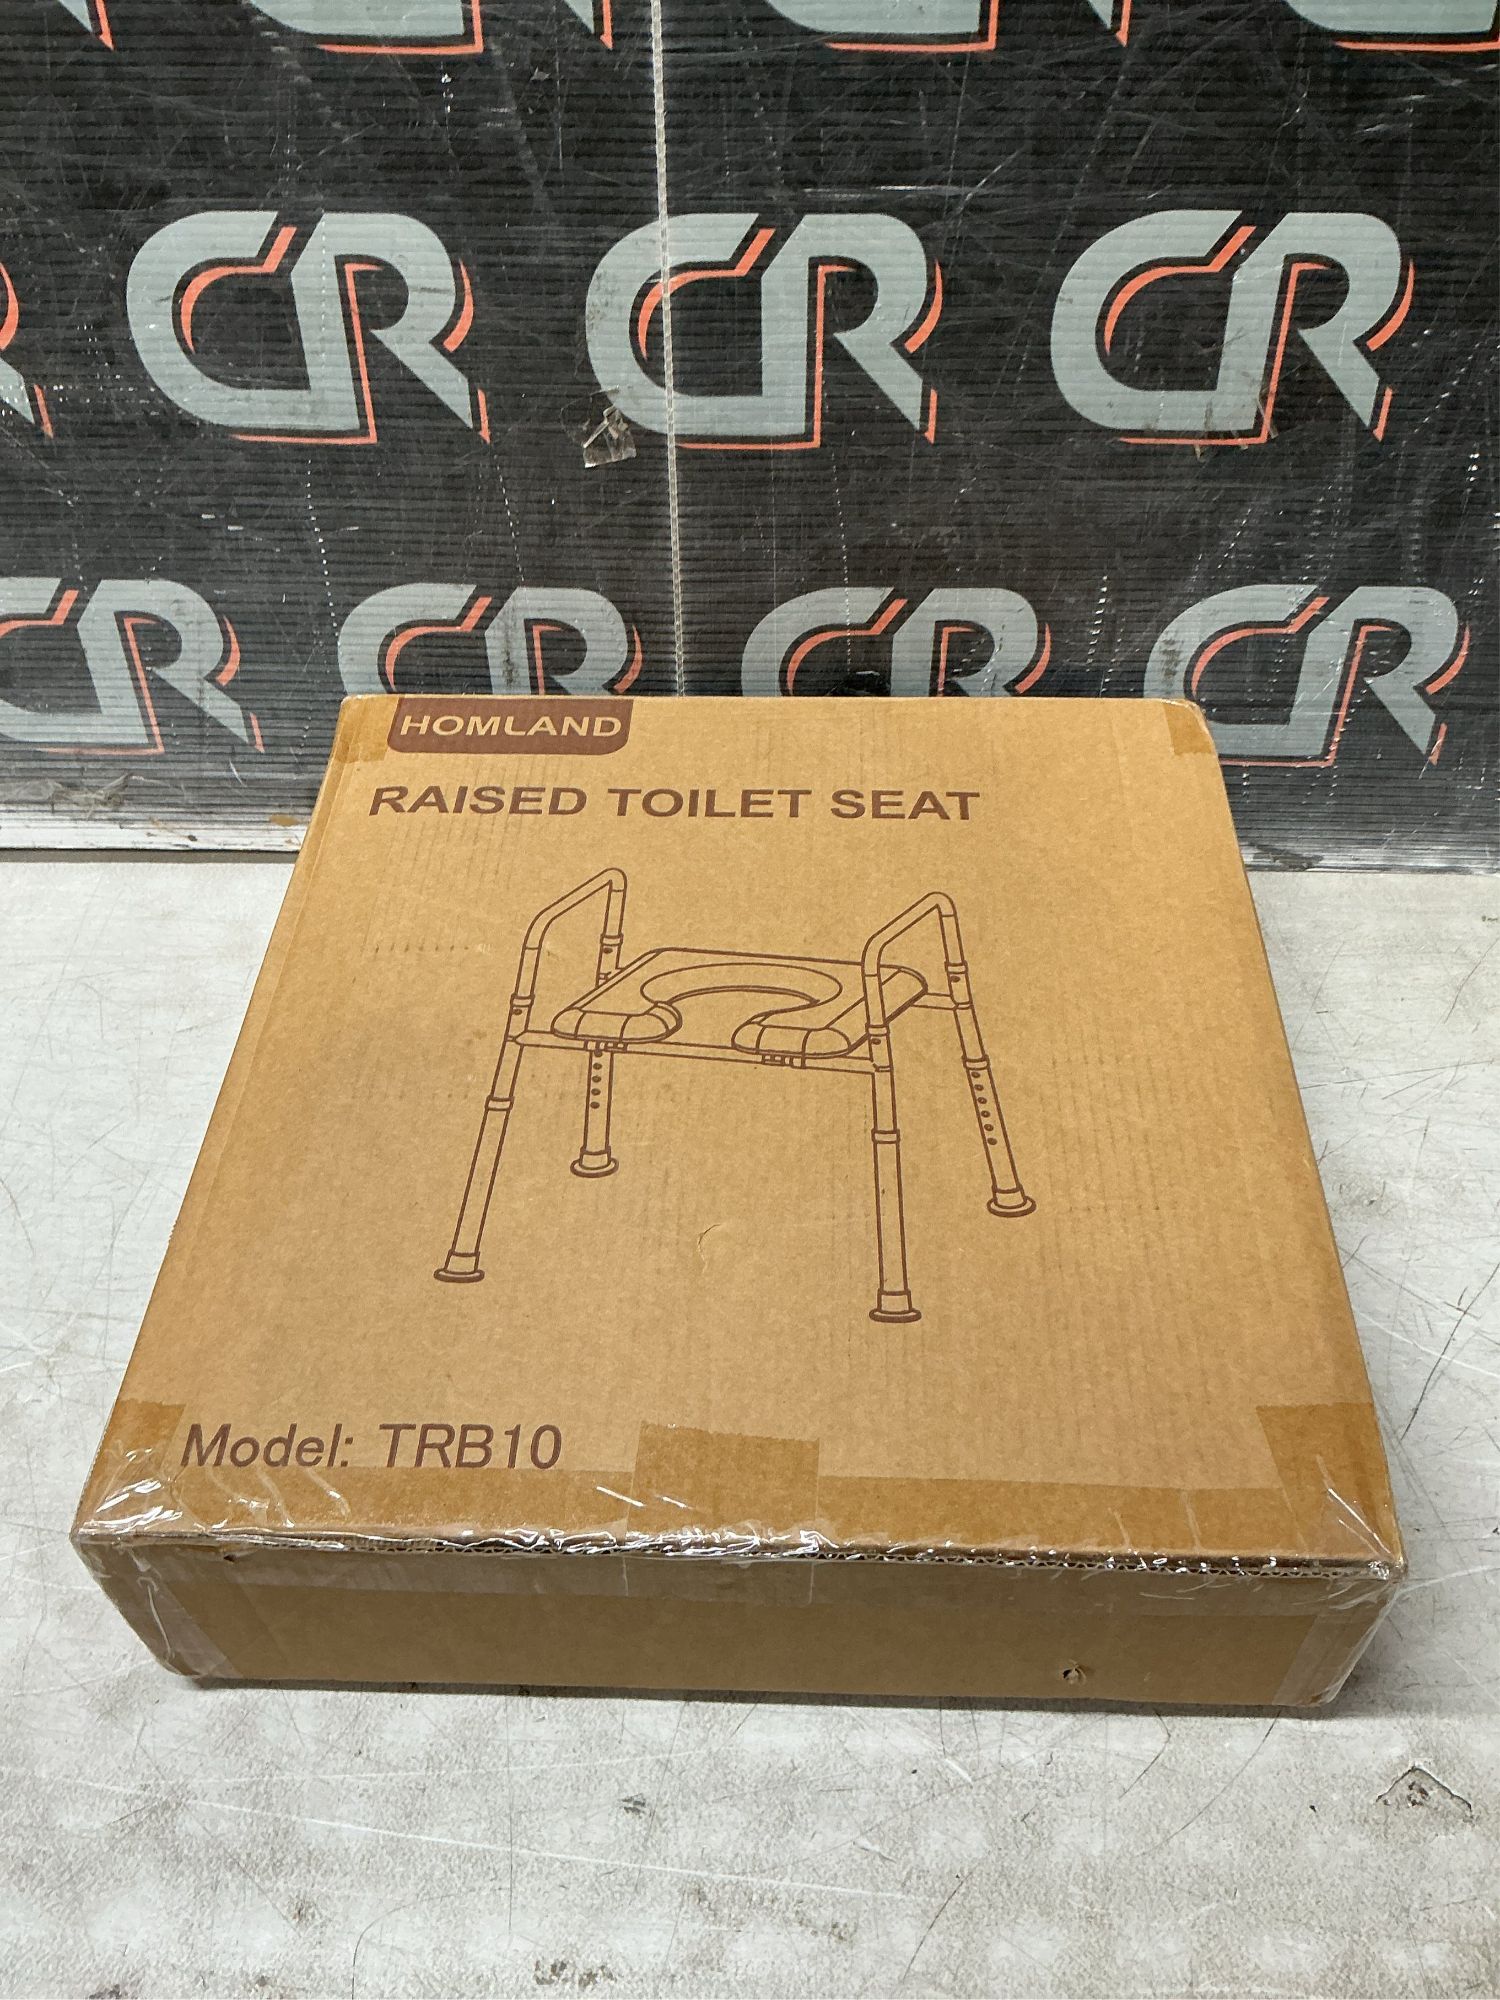 CR CR CR
CR CR CR CR
HOMLAND
RAISED TOILET SEAT
Model: TRB10